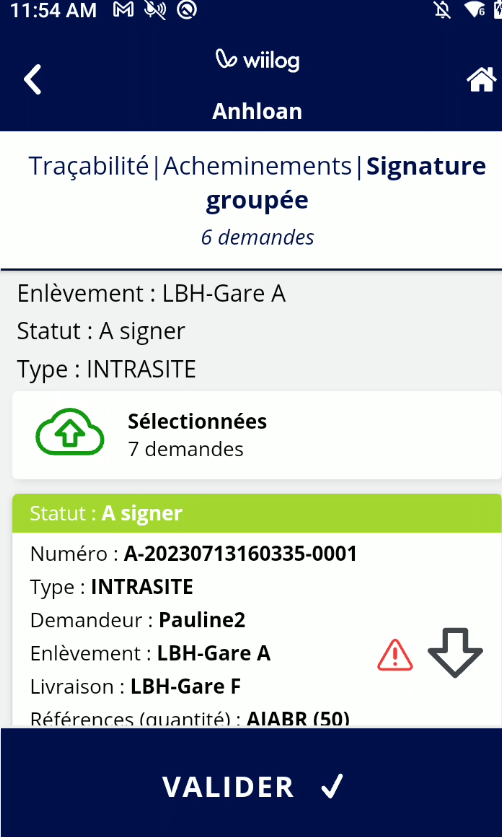 11:54 AM
wiilog
Anhloan
Traçabilité|Acheminements|Signature
groupée
6 demandes
Enlèvement : LBH-Gare A
Statut : A signer
Type : INTRASITE
Sélectionnées
7 demandes
Statut : A signer
Numéro : A-20230713160335-0001
Type : INTRASITE
Demandeur : Pauline2
Enlèvement : LBH-Gare A
Livraison : LBH-Gare F
Références (quantité) : AIABR (50)
VALIDER